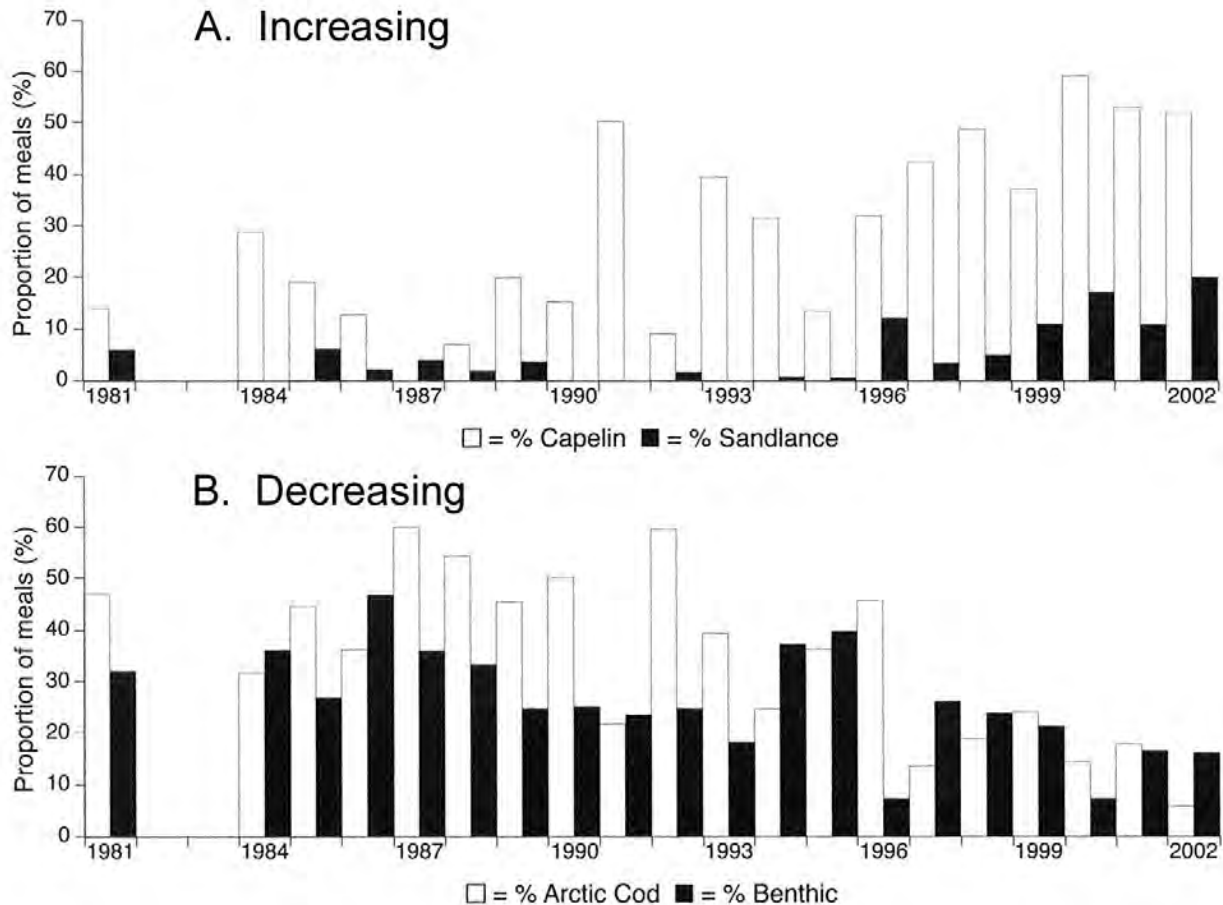 A. Increasing
Proportion of meals (%)
70
60
50
40
30
20
10
0
1981 1984 1987 1990 1993 1996 1999 2002
□ = % Capelin ■ = % Sandlance
B. Decreasing
Proportion of meals (%)
70
60
50
40
30
20
10
0
1981 1984 1987 1990 1993 1996 1999 2002
□ = % Arctic Cod ■ = % Benthic